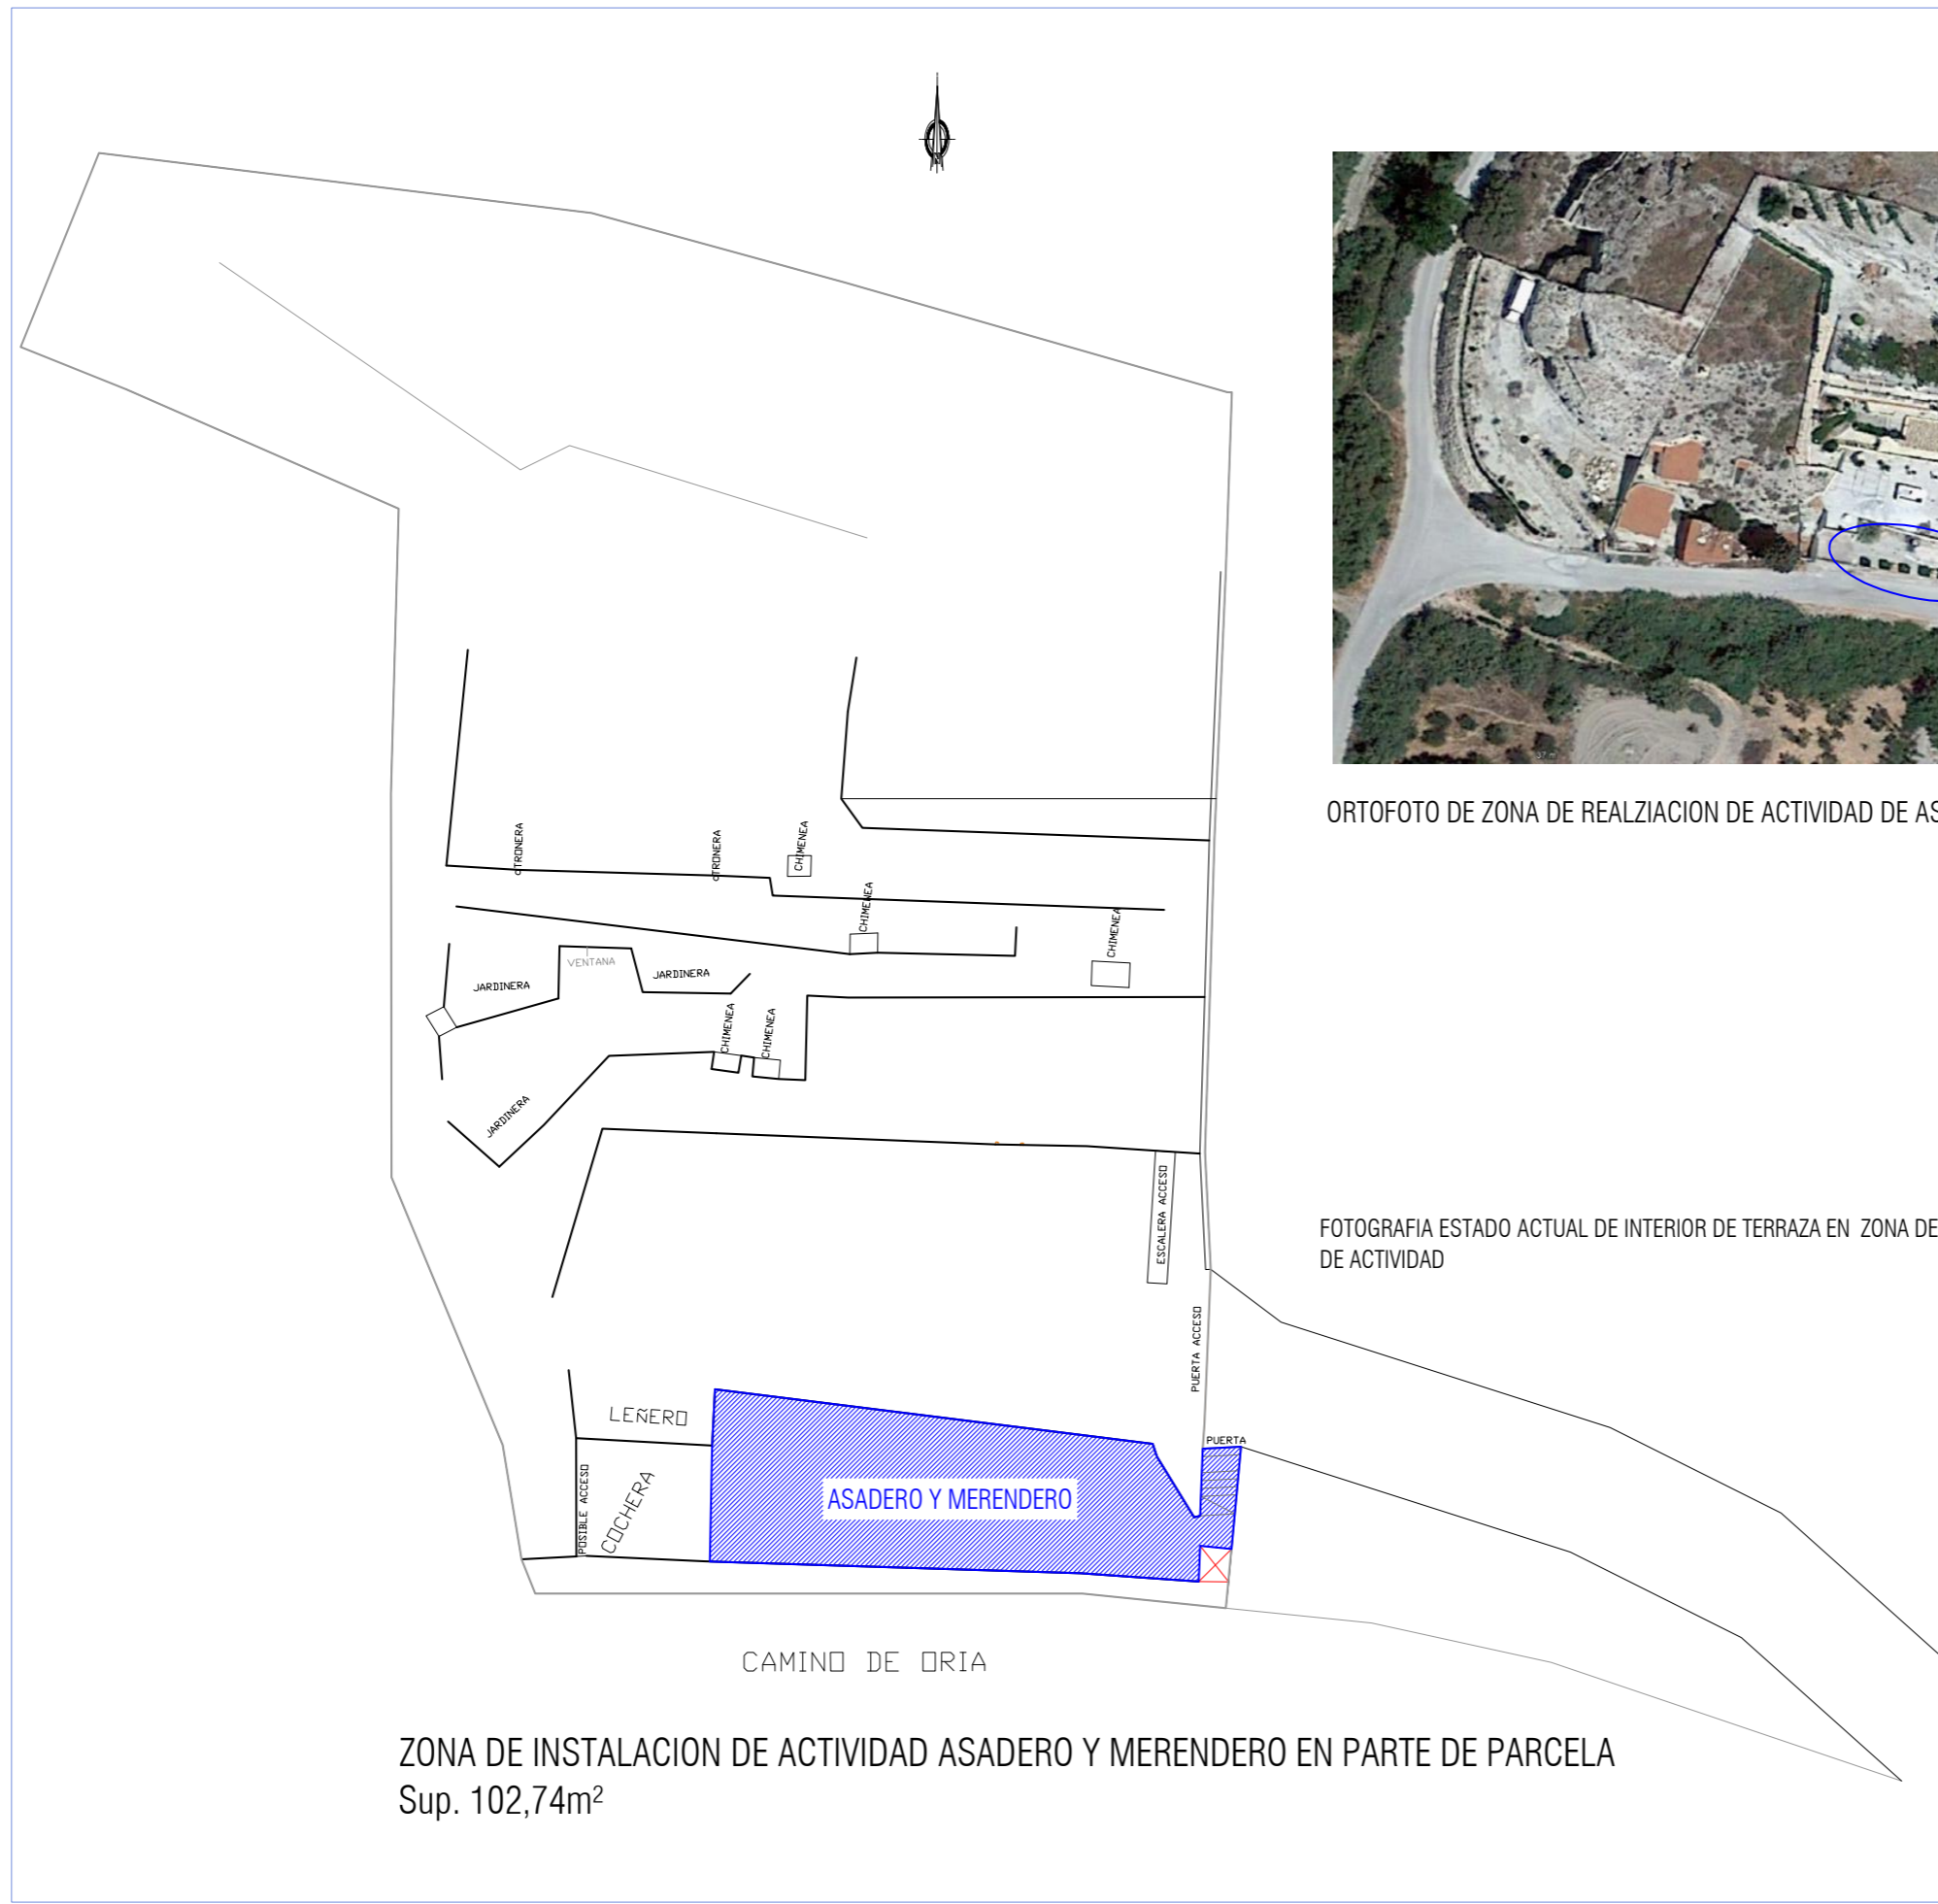 ORTOFOTO DE ZONA DE REALZIACION DE ACTIVIDAD DE AS
TRONERA
TRONERA
CHIMENEA
CHIMENEA
CHIMENEA
VENTANA
JARDINERA
JARDINERA
CHIMENEA
CHIMENEA
JARDINERA
ESCALERA ACCESO
FOTOGRAFIA ESTADO ACTUAL DE INTERIOR DE TERRAZA EN ZONA DE
DE ACTIVIDAD
PUERTA ACCESO
LEÑERO
PUERTA
POSIBLE ACCESO
COCHERA
ASADERO Y MERENDERO
CAMINO DE ORIA
ZONA DE INSTALACION DE ACTIVIDAD ASADERO Y MERENDERO EN PARTE DE PARCELA
Sup. 102,74m²